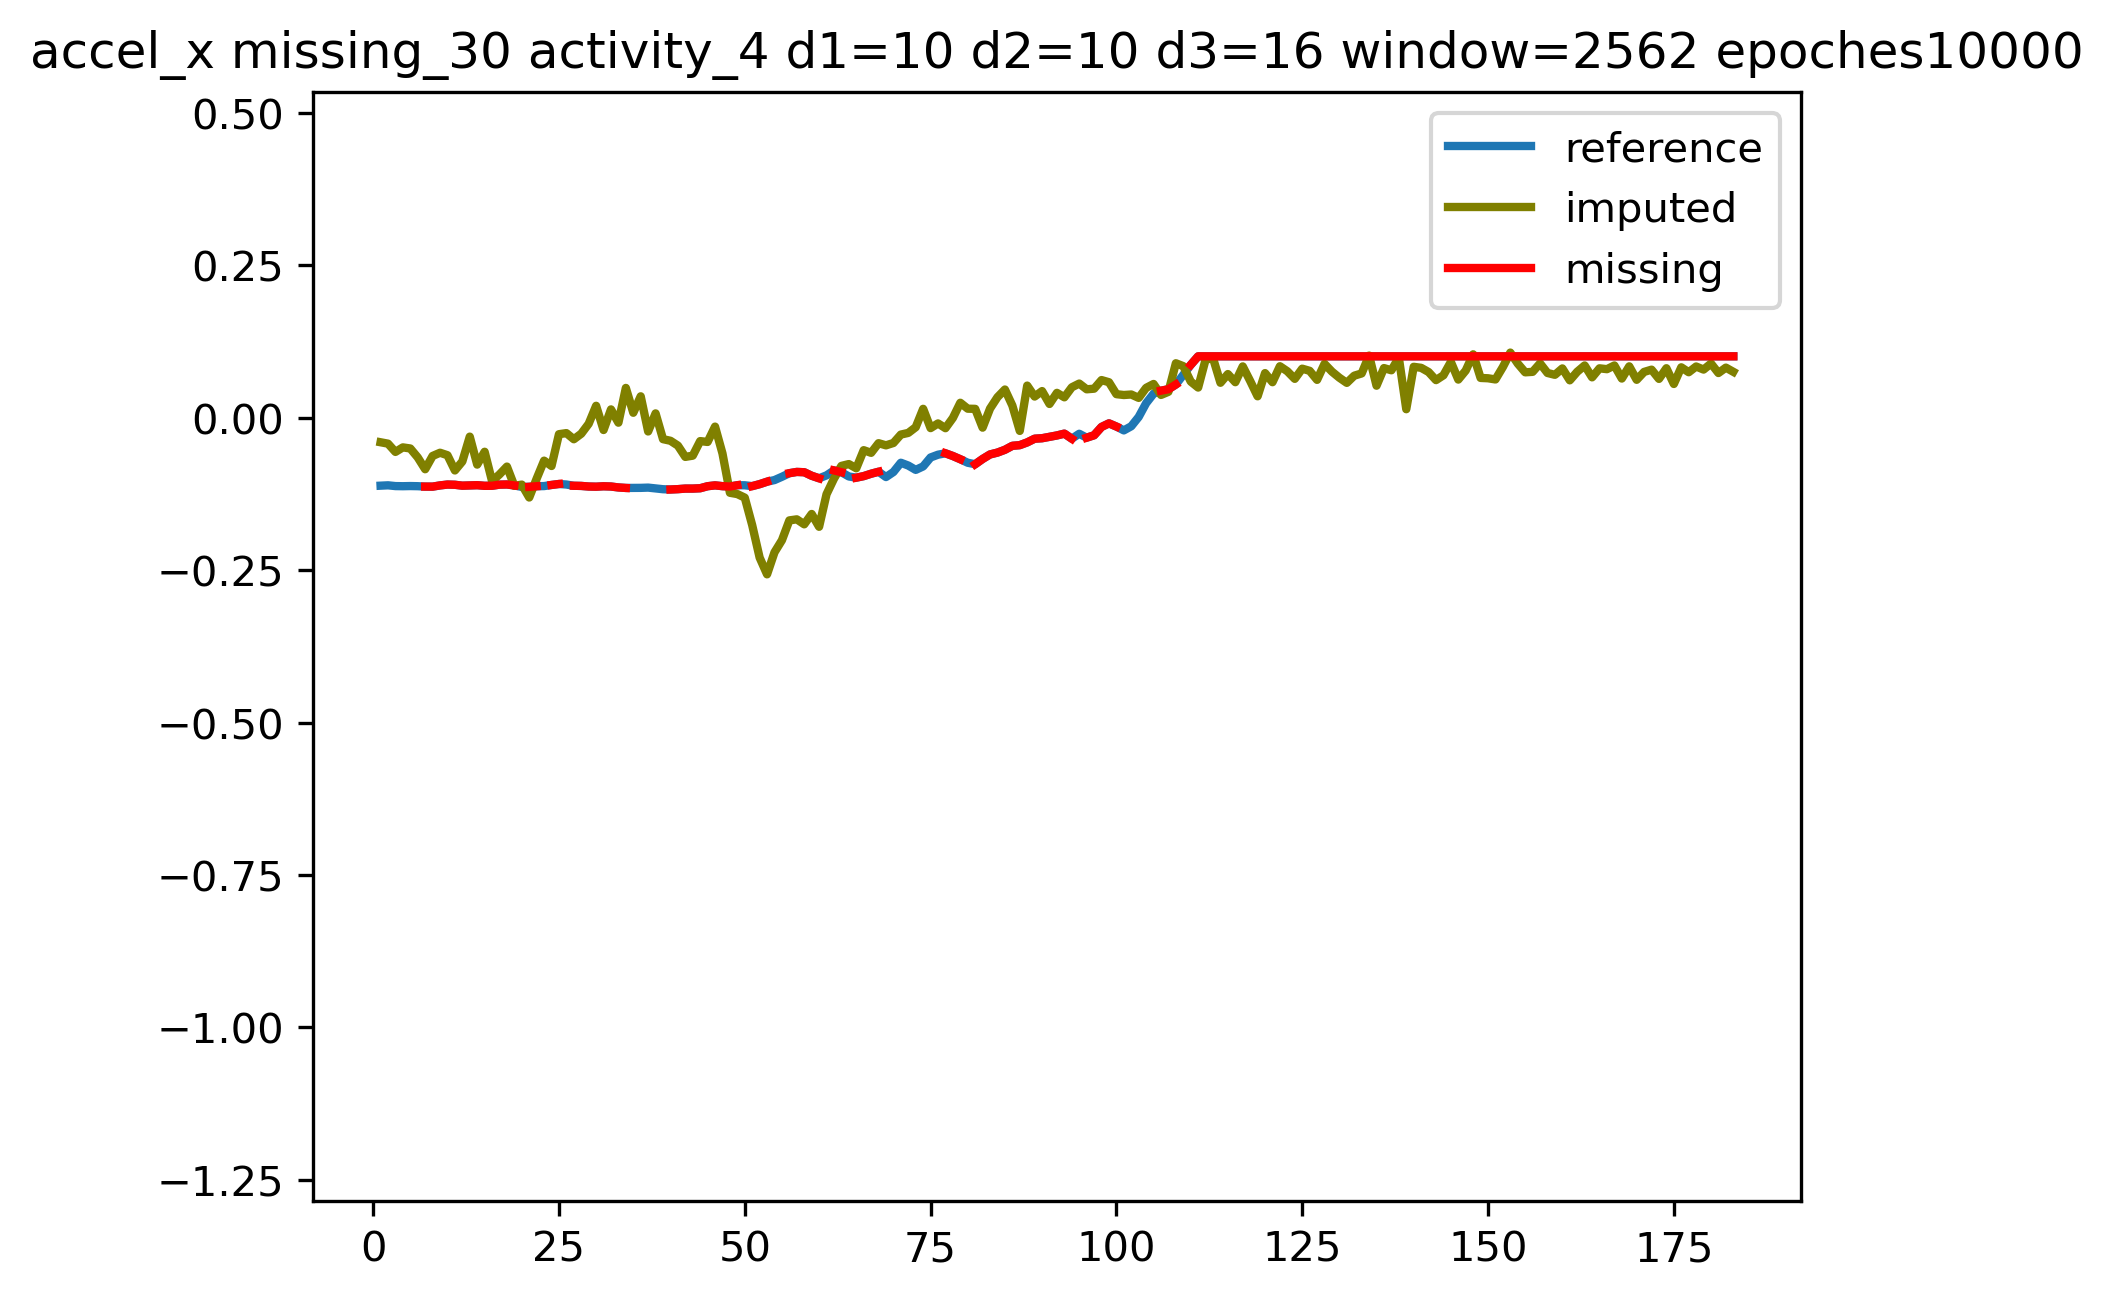 accel_x missing_30 activity_4 d1=10 d2=10 d3=16 window=2562 epoches10000
reference
imputed
missing
0.50
0.25
0.00
−0.25
−0.50
−0.75
−1.00
−1.25
0 25 50 75 100 125 150 175